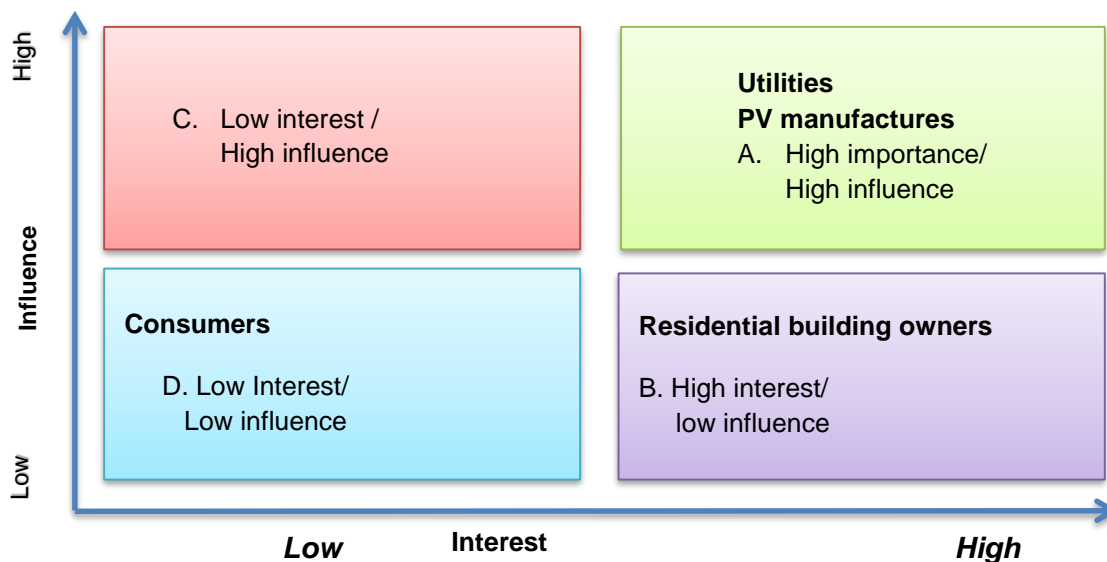 High
C. Low interest /
High influence
Utilities
PV manufactures
A. High importance/
High influence
Influence
Consumers
D. Low Interest/
Low influence
Residential building owners
B. High interest/
low influence
Low
Low
Interest
High